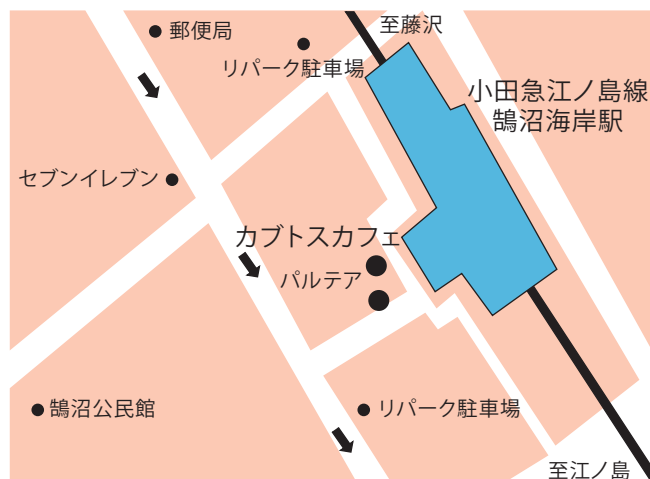 至藤沢
郵便局
リパーク駐車場
小田急江ノ島線
鵠沼海岸駅
セブンイレブン
カブトスカフェ
パルテア
鵠沼公民館
リパーク駐車場
至江ノ島